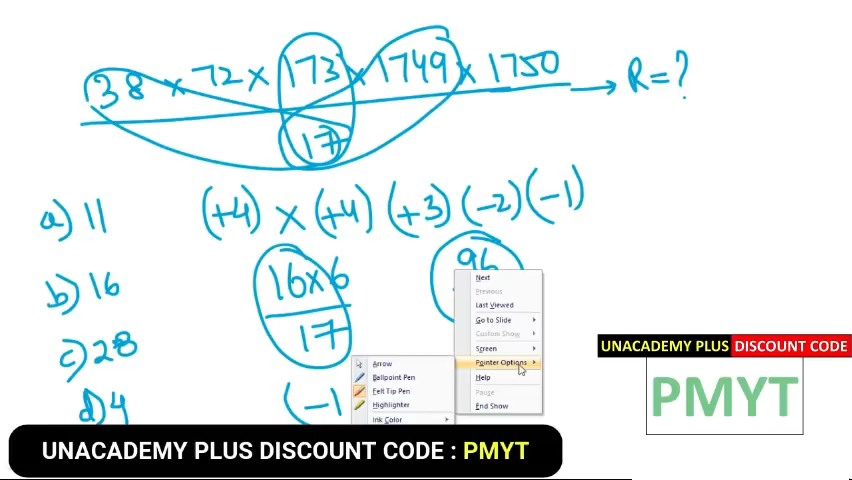 38 × 72 × 173 × 1749 × 1750 → R = ?
17
a) 11 (+4) × (+4) (+3) (-2) (-1)
b) 16 16×6 96
17
c) 28
d) 4 (-1
Next
Previous
Last Viewed
Go to Slide
Custom Show
Screen
Pointer Options
Help
Pause
End Show
Arrow
Ballpoint Pen
Felt Tip Pen
Highlighter
Ink Color
UNACADEMY PLUS DISCOUNT CODE
PMYT
UNACADEMY PLUS DISCOUNT CODE : PMYT